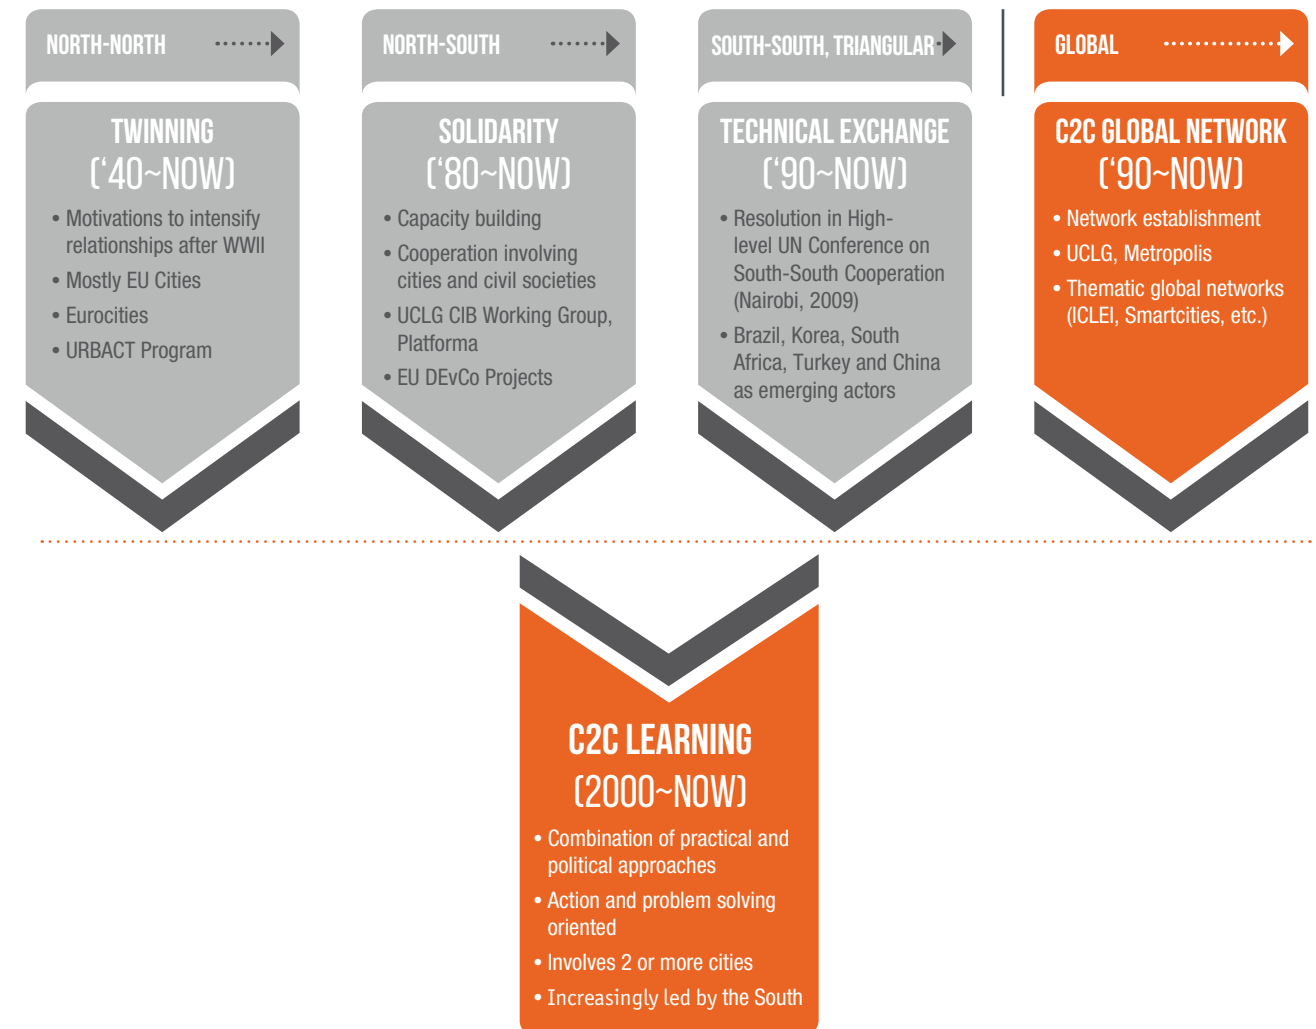 NORTH-NORTH
TWINNING
(‘40~NOW)
• Motivations to intensify
relationships after WWII
• Mostly EU Cities
• Eurocities
• URBACT Program
NORTH-SOUTH
SOLIDARITY
(‘80~NOW)
• Capacity building
• Cooperation involving
cities and civil societies
• UCLG CIB Working Group,
Platforma
• EU DEvCo Projects
SOUTH-SOUTH, TRIANGULAR
TECHNICAL EXCHANGE
(‘90~NOW)
• Resolution in High-
level UN Conference on
South-South Cooperation
(Nairobi, 2009)
• Brazil, Korea, South
Africa, Turkey and China
as emerging actors
GLOBAL
C2C GLOBAL NETWORK
(‘90~NOW)
• Network establishment
• UCLG, Metropolis
• Thematic global networks
(ICLEI, Smartcities, etc.)
C2C LEARNING
(2000~NOW)
• Combination of practical and
political approaches
• Action and problem solving
oriented
• Involves 2 or more cities
• Increasingly led by the South